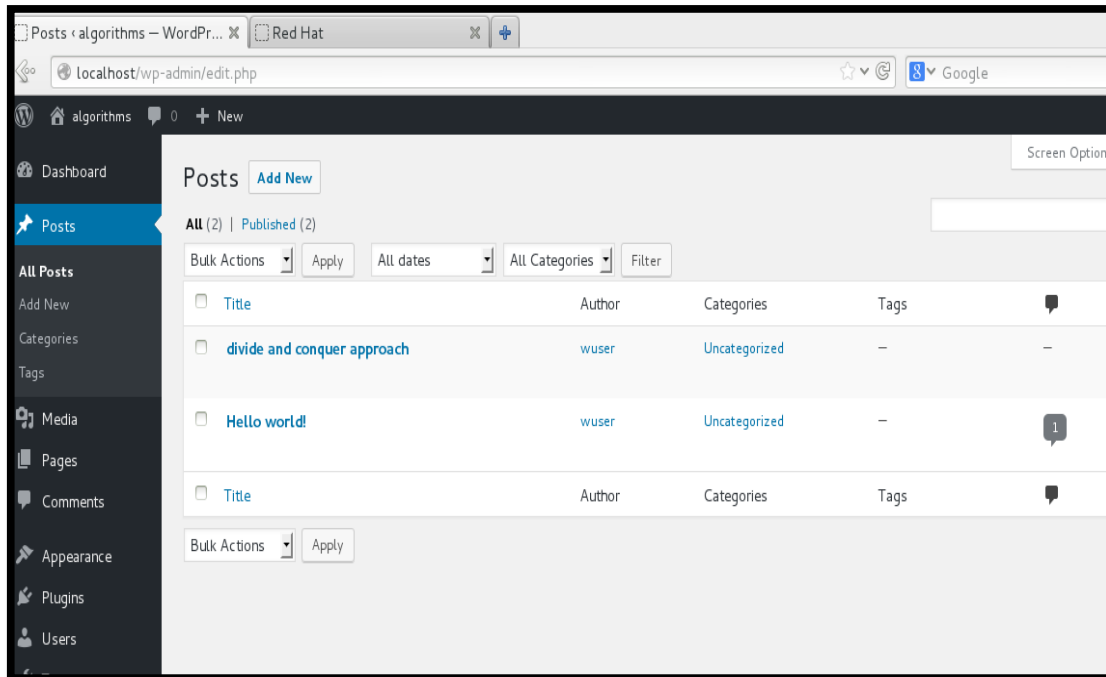 Posts ‹ algorithms — WordPr... Red Hat
localhost/wp-admin/edit.php Google
algorithms 0 New
Screen Option
Dashboard
Posts Add New
Posts
All (2) | Published (2)
Bulk Actions Apply All dates All Categories Filter
All Posts
Add New
Categories
Tags
Media
Pages
Comments
Appearance
Plugins
Users
Title Author Categories Tags
divide and conquer approach wuser Uncategorized — —
Hello world! wuser Uncategorized — 1
Title Author Categories Tags
Bulk Actions Apply